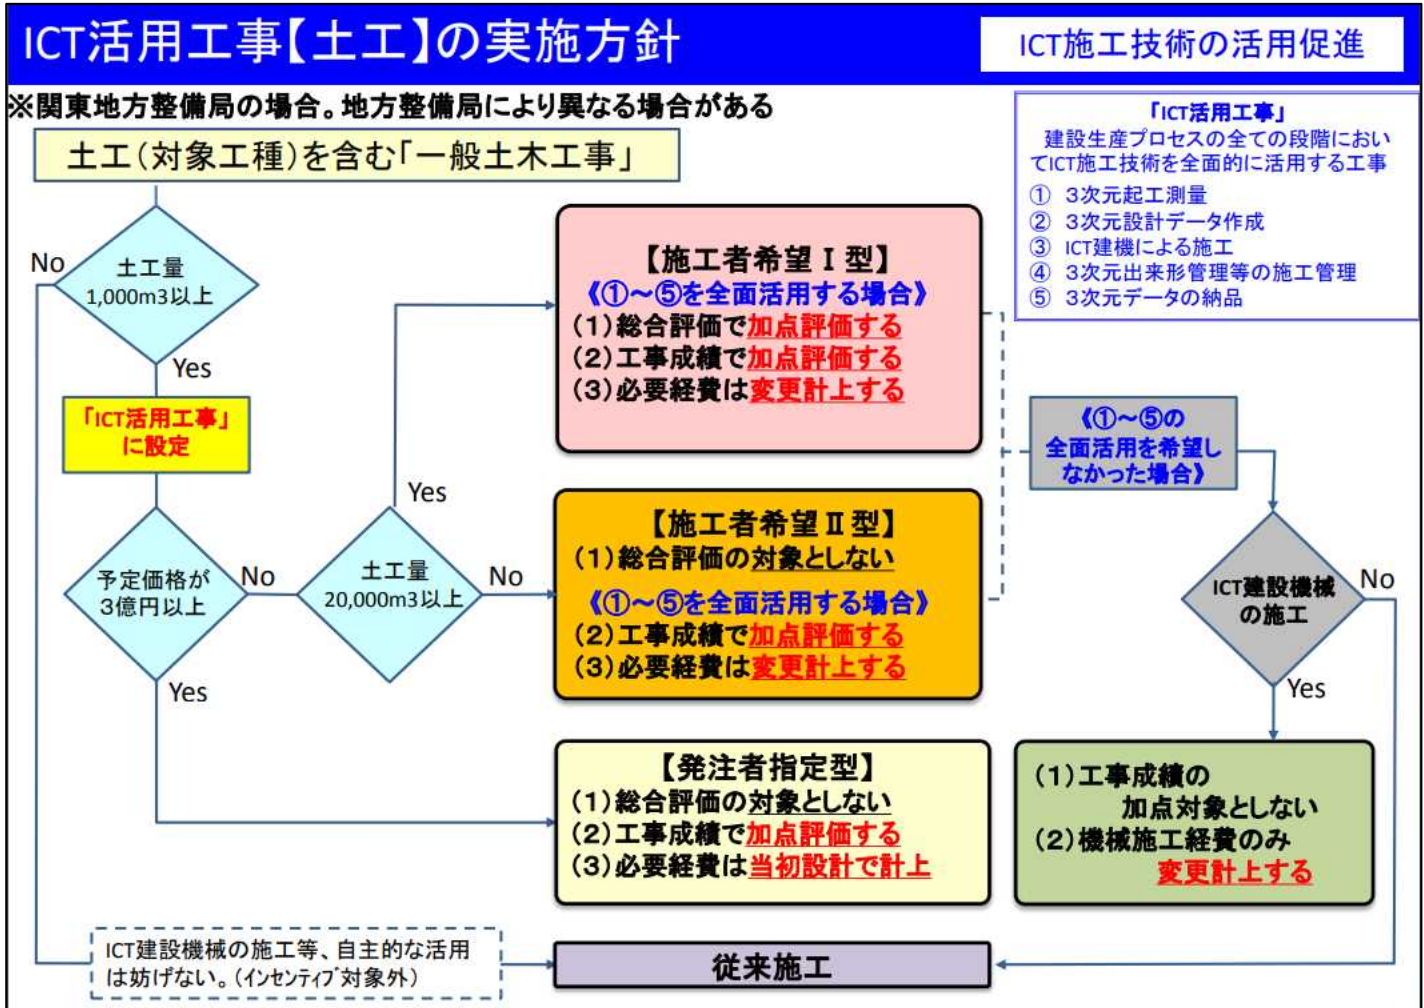 ICT活用工事【土工】の実施方針
ICT施工技術の活用促進
※関東地方整備局の場合。地方整備局により異なる場合がある
「ICT活用工事」
建設生産プロセスの全ての段階におい
てICT施工技術を全面的に活用する工事
① 3次元起工測量
② 3次元設計データ作成
③ ICT建機による施工
④ 3次元出来形管理等の施工管理
⑤ 3次元データの納品
土工(対象工種)を含む「一般土木工事」
No
土工量
1,000m3以上
Yes
「ICT活用工事」
に設定
予定価格が
3億円以上
No
Yes
土工量
20,000m3以上
Yes
No
【施工者希望Ⅰ型】
《①~⑤を全面活用する場合》
(1)総合評価で加点評価する
(2)工事成績で加点評価する
(3)必要経費は変更計上する
【施工者希望Ⅱ型】
(1)総合評価の対象としない
《①~⑤を全面活用する場合》
(2)工事成績で加点評価する
(3)必要経費は変更計上する
【発注者指定型】
(1)総合評価の対象としない
(2)工事成績で加点評価する
(3)必要経費は当初設計で計上
《①~⑤の
全面活用を希望し
なかった場合》
ICT建設機械
の施工
No
Yes
(1)工事成績の
加点対象としない
(2)機械施工経費のみ
変更計上する
ICT建設機械の施工等、自主的な活用
は妨げない。(インセンティブ対象外)
従来施工